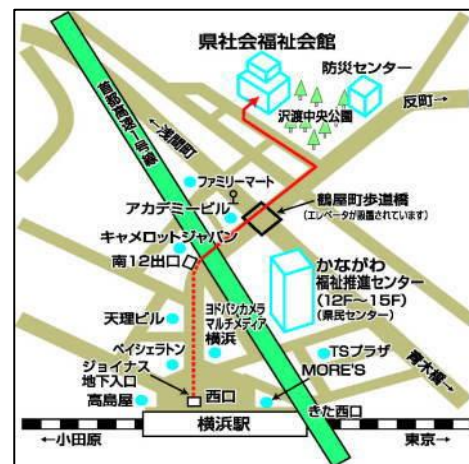 県社会福祉会館
防災センター
反町→
沢渡中央公園
首都高速一横羽線
←浅間町
ファミリーマート
アカデミービル
鶴屋町歩道橋
(エレベータが設置されています)
キャメロットジャパン
南12出口
かながわ
福祉推進センター
(12F～15F)
(県民センター)
天理ビル
ヨドバシカメラ
マルチメディア
横浜
ベイシェラトン
TSプラザ
青木橋→
ジョイナス
地下入口
西口
MORE'S
高島屋
きた西口
横浜駅
←小田原
東京→